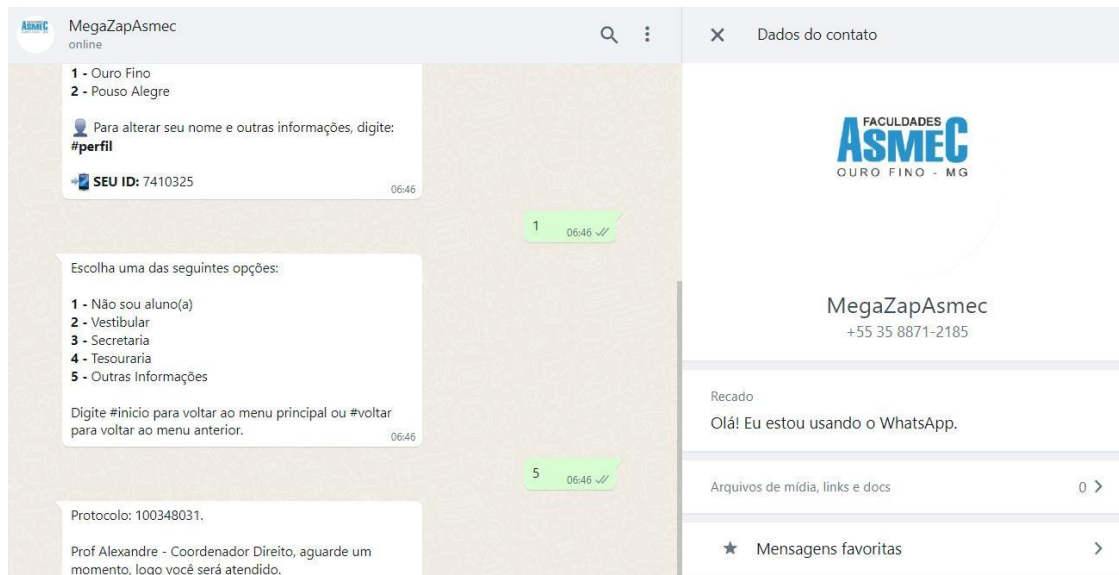 MegaZapAsmec
online
1 - Ouro Fino
2 - Pouso Alegre
Para alterar seu nome e outras informações, digite:
#perfil
SEU ID: 7410325
06:46
1
06:46
Escolha uma das seguintes opções:
1 - Não sou aluno(a)
2 - Vestibular
3 - Secretaria
4 - Tesouraria
5 - Outras Informações
Digite #inicio para voltar ao menu principal ou #voltar
para voltar ao menu anterior.
06:46
5
06:46
Protocolo: 100348031.
Prof Alexandre - Coordenador Direito, aguarde um
momento, logo você será atendido.
Dados do contato
FACULDADES
ASMEC
OURO FINO - MG
MegaZapAsmec
+55 35 8871-2185
Recado
Olá! Eu estou usando o WhatsApp.
Arquivos de mídia, links e docs
0
Mensagens favoritas